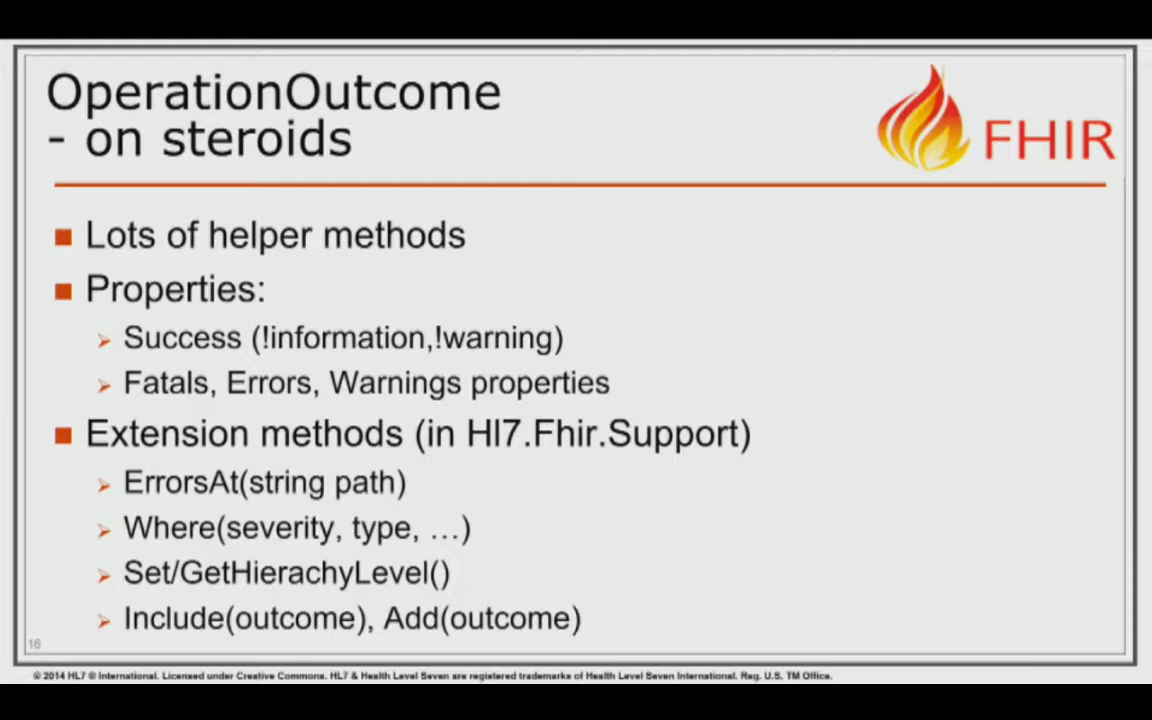 OperationOutcome
- on steroids
FHIR
Lots of helper methods
Properties:
Success (!information,!warning)
Fatals, Errors, Warnings properties
Extension methods (in Hl7.Fhir.Support)
ErrorsAt(string path)
Where(severity, type, …)
Set/GetHierachyLevel()
Include(outcome), Add(outcome)
16
© 2014 HL7 ® International. Licensed under Creative Commons. HL7 & Health Level Seven are registered trademarks of Health Level Seven International. Reg. U.S. TM Office.